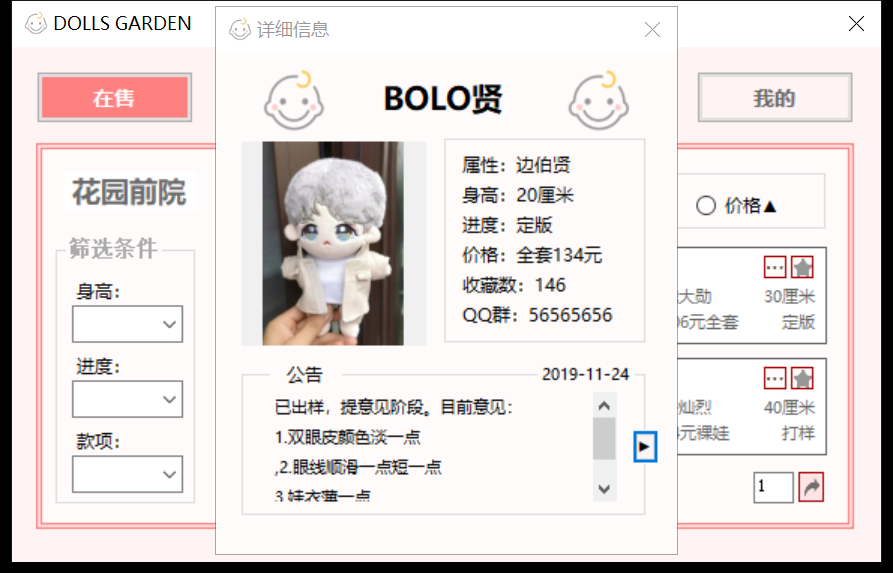 DOLLS GARDEN
详细信息
在售
我的
BOLO贤
属性：边伯贤
身高：20厘米
进度：定版
价格：全套134元
收藏数：146
QQ群：56565656
公告
2019-11-24
已出样，提意见阶段。目前意见：
1.双眼皮颜色淡一点
,2.眼线顺滑一点短一点
3.娃衣薄一点
花园前院
筛选条件
身高：
进度：
款项：
价格▲
大勋 30厘米
06元全套 定版
灿烈 40厘米
元裸娃 打样
1